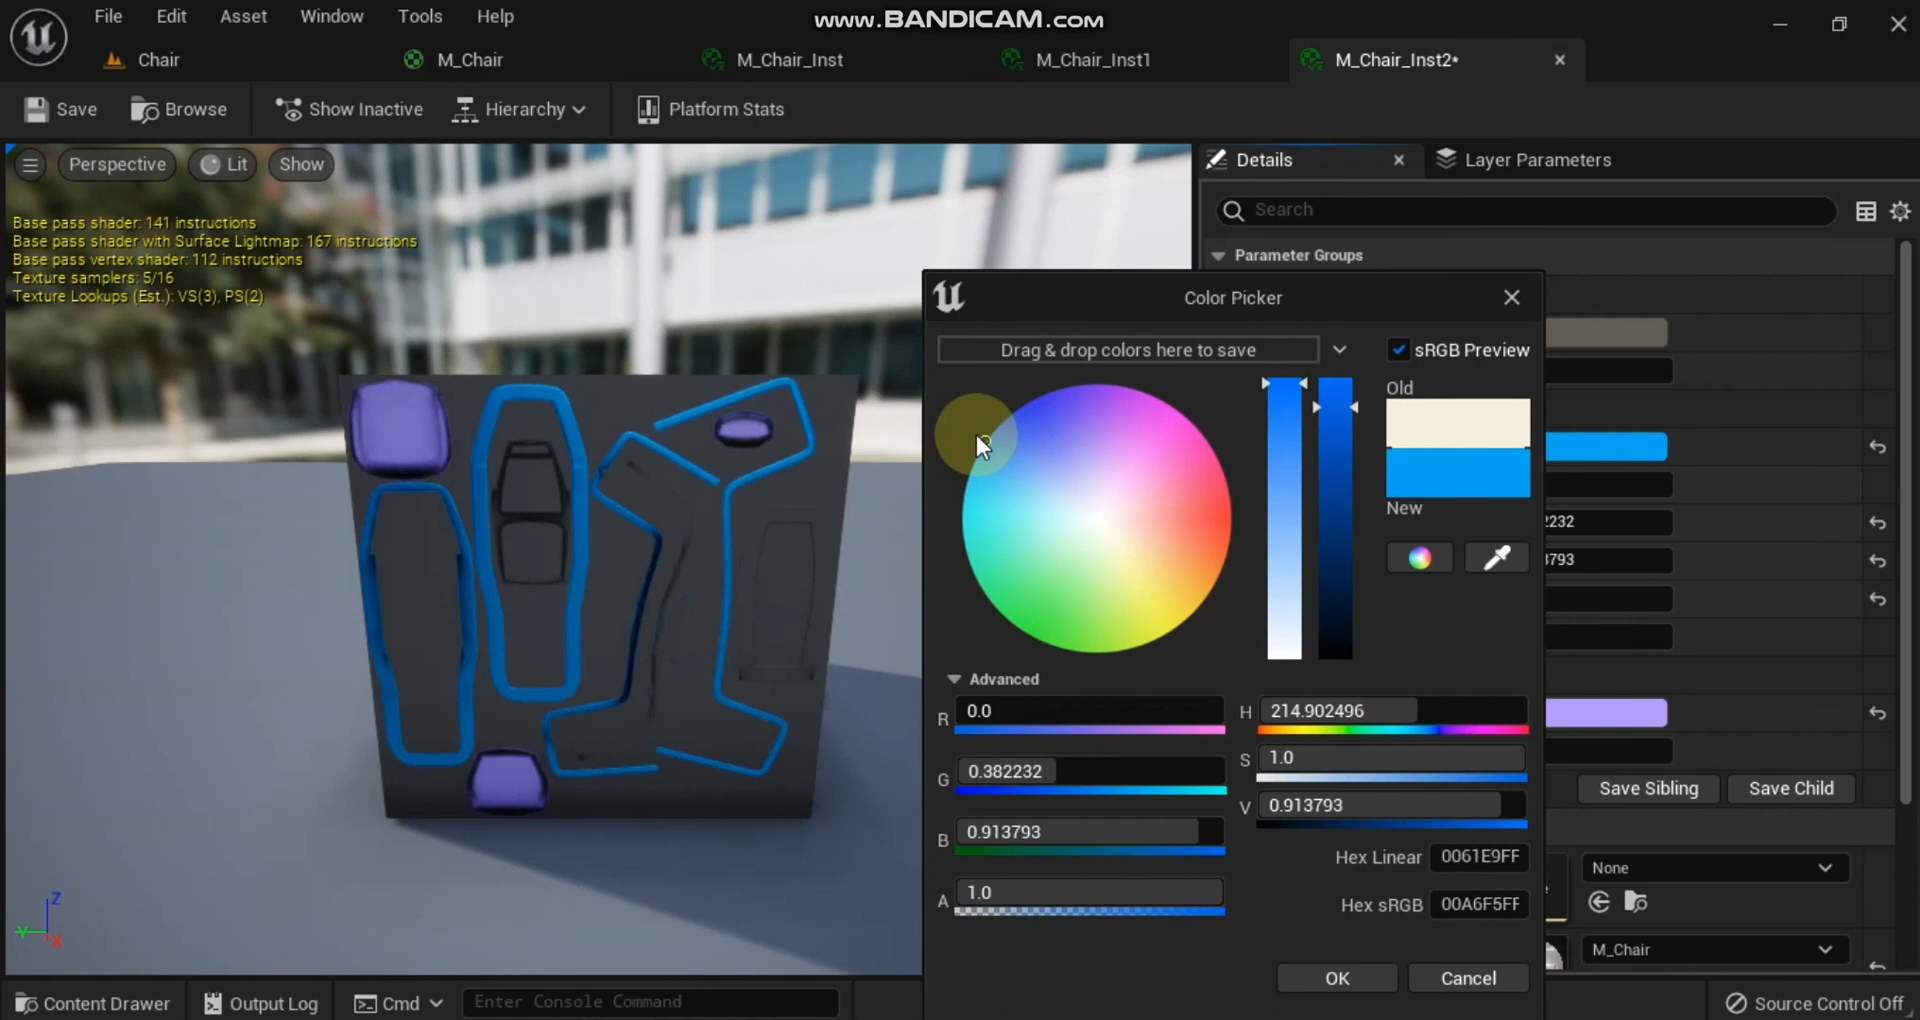 File Edit Asset Window Tools Help
www.BANDICAM.com
Chair M_Chair M_Chair_Inst M_Chair_Inst1 M_Chair_Inst2*
Save Browse Show Inactive Hierarchy Platform Stats
Perspective Lit Show
Base pass shader: 141 instructions
Base pass shader with Surface Lightmap: 167 instructions
Base pass vertex shader: 112 instructions
Texture samplers: 5/16
Texture Lookups (Est.): VS(3), PS(2)
Details Layer Parameters
Search
Parameter Groups
Color Picker
Drag & drop colors here to save
sRGB Preview
Old
New
2232
3793
Advanced
R 0.0
H 214.902496
G 0.382232
S 1.0
B 0.913793
V 0.913793
A 1.0
Hex Linear 0061E9FF
Hex sRGB 00A6F5FF
OK Cancel
Save Sibling Save Child
None
M_Chair
Z
Y
X
Content Drawer Output Log Cmd Enter Console Command
Source Control Off